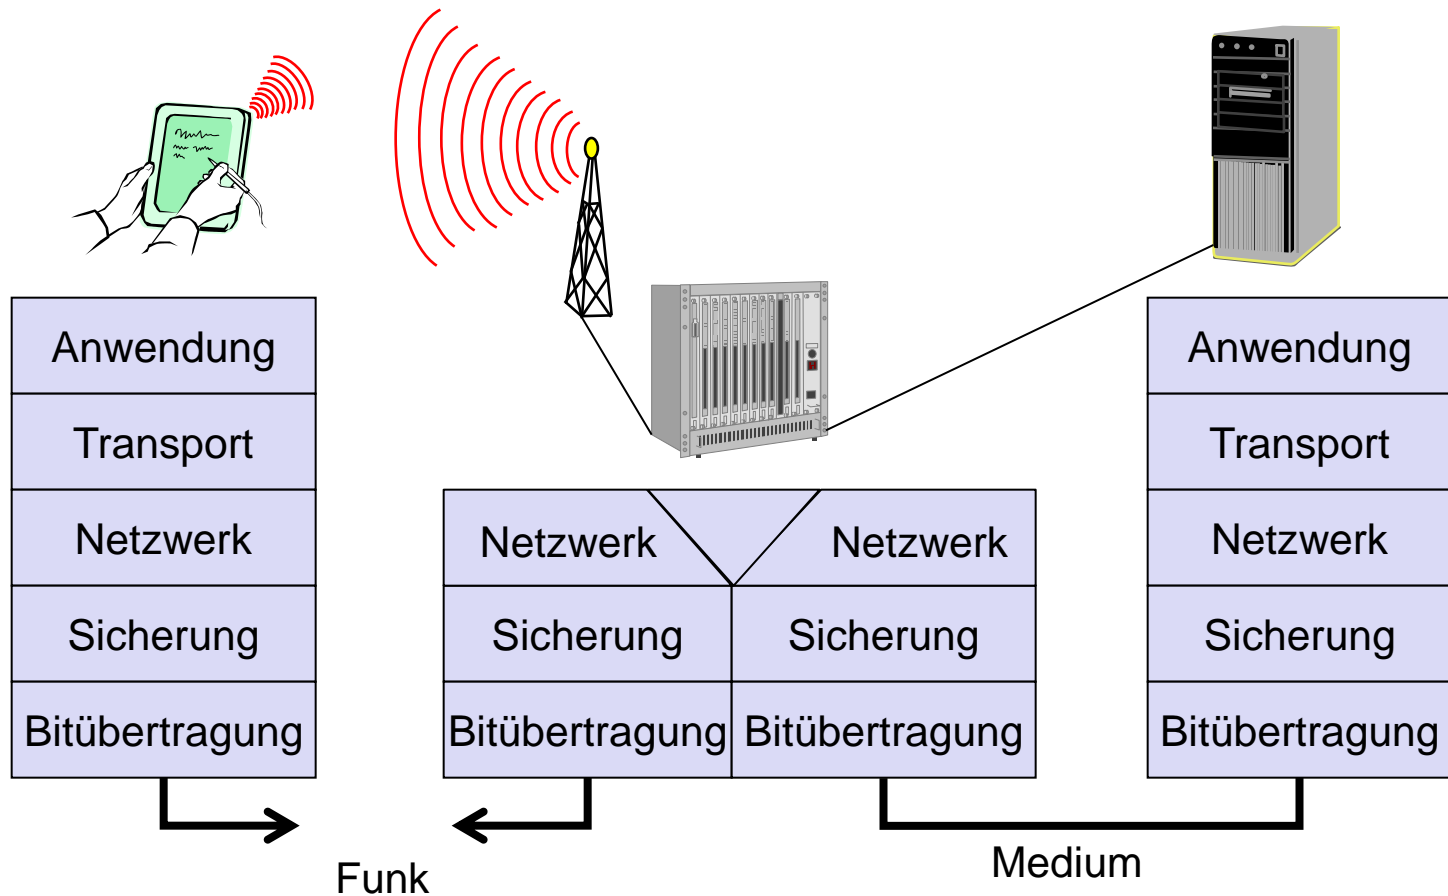 Anwendung
Transport
Netzwerk
Sicherung
Bitübertragung
Netzwerk
Netzwerk
Sicherung
Sicherung
Bitübertragung
Bitübertragung
Anwendung
Transport
Netzwerk
Sicherung
Bitübertragung
Funk
Medium